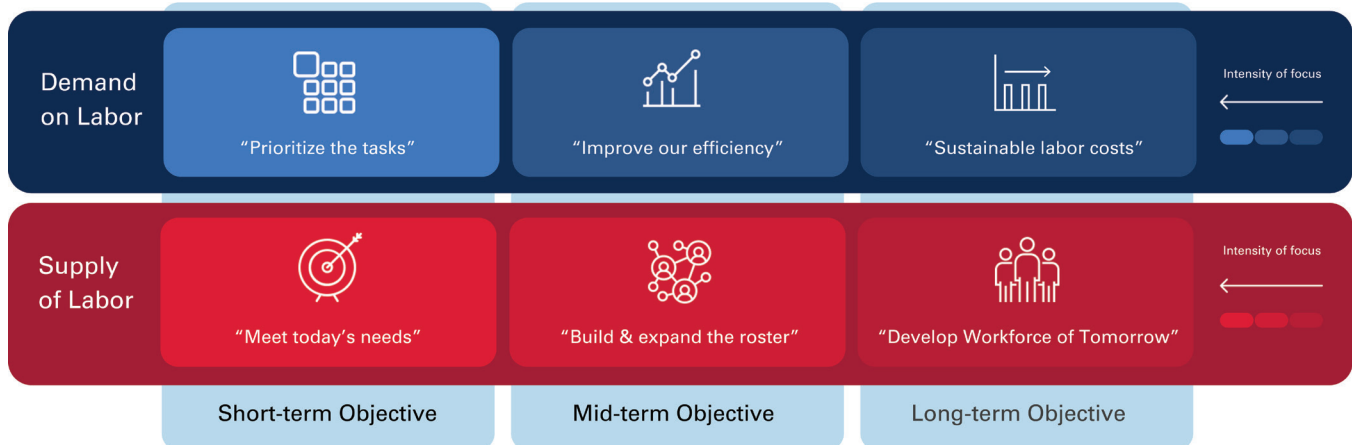 Demand
on Labor
“Prioritize the tasks”
“Improve our efficiency”
“Sustainable labor costs”
Intensity of focus
Supply
of Labor
“Meet today’s needs”
“Build & expand the roster”
“Develop Workforce of Tomorrow”
Intensity of focus
Short-term Objective
Mid-term Objective
Long-term Objective